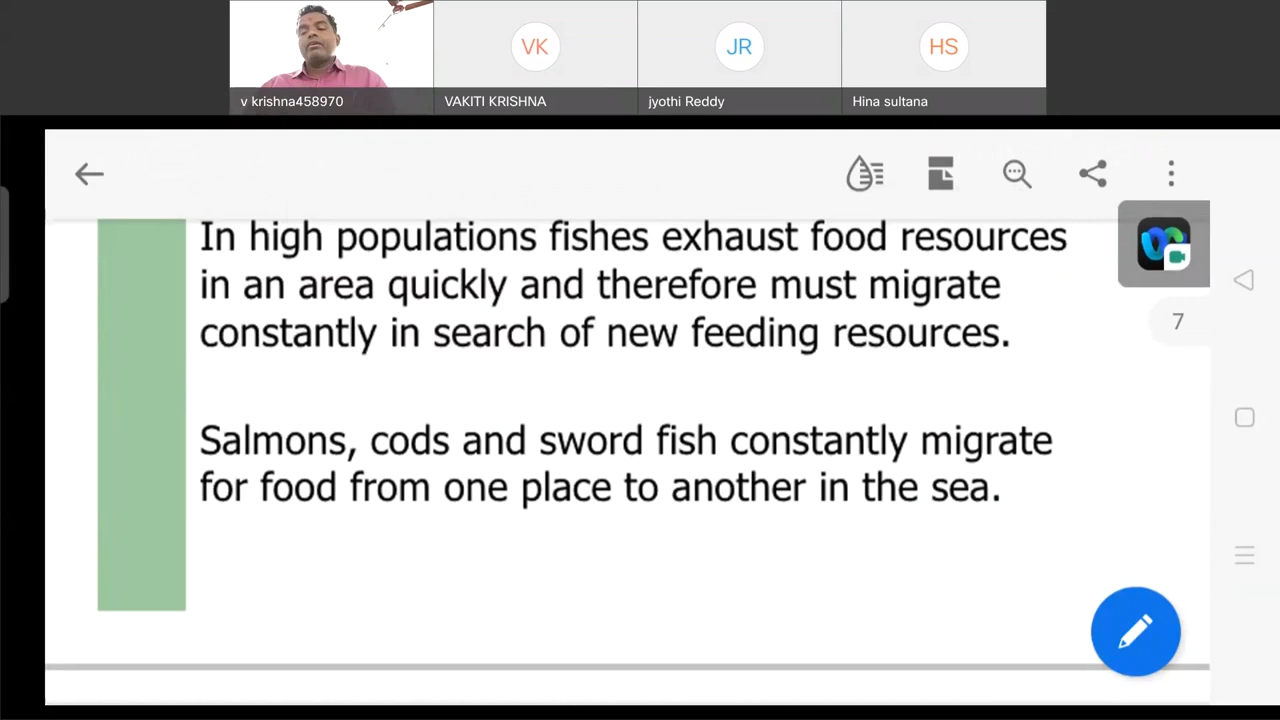 VK
JR
HS
v krishna458970
VAKITI KRISHNA
jyothi Reddy
Hina sultana
In high populations fishes exhaust food resources
in an area quickly and therefore must migrate
constantly in search of new feeding resources.
7
Salmons, cods and sword fish constantly migrate
for food from one place to another in the sea.